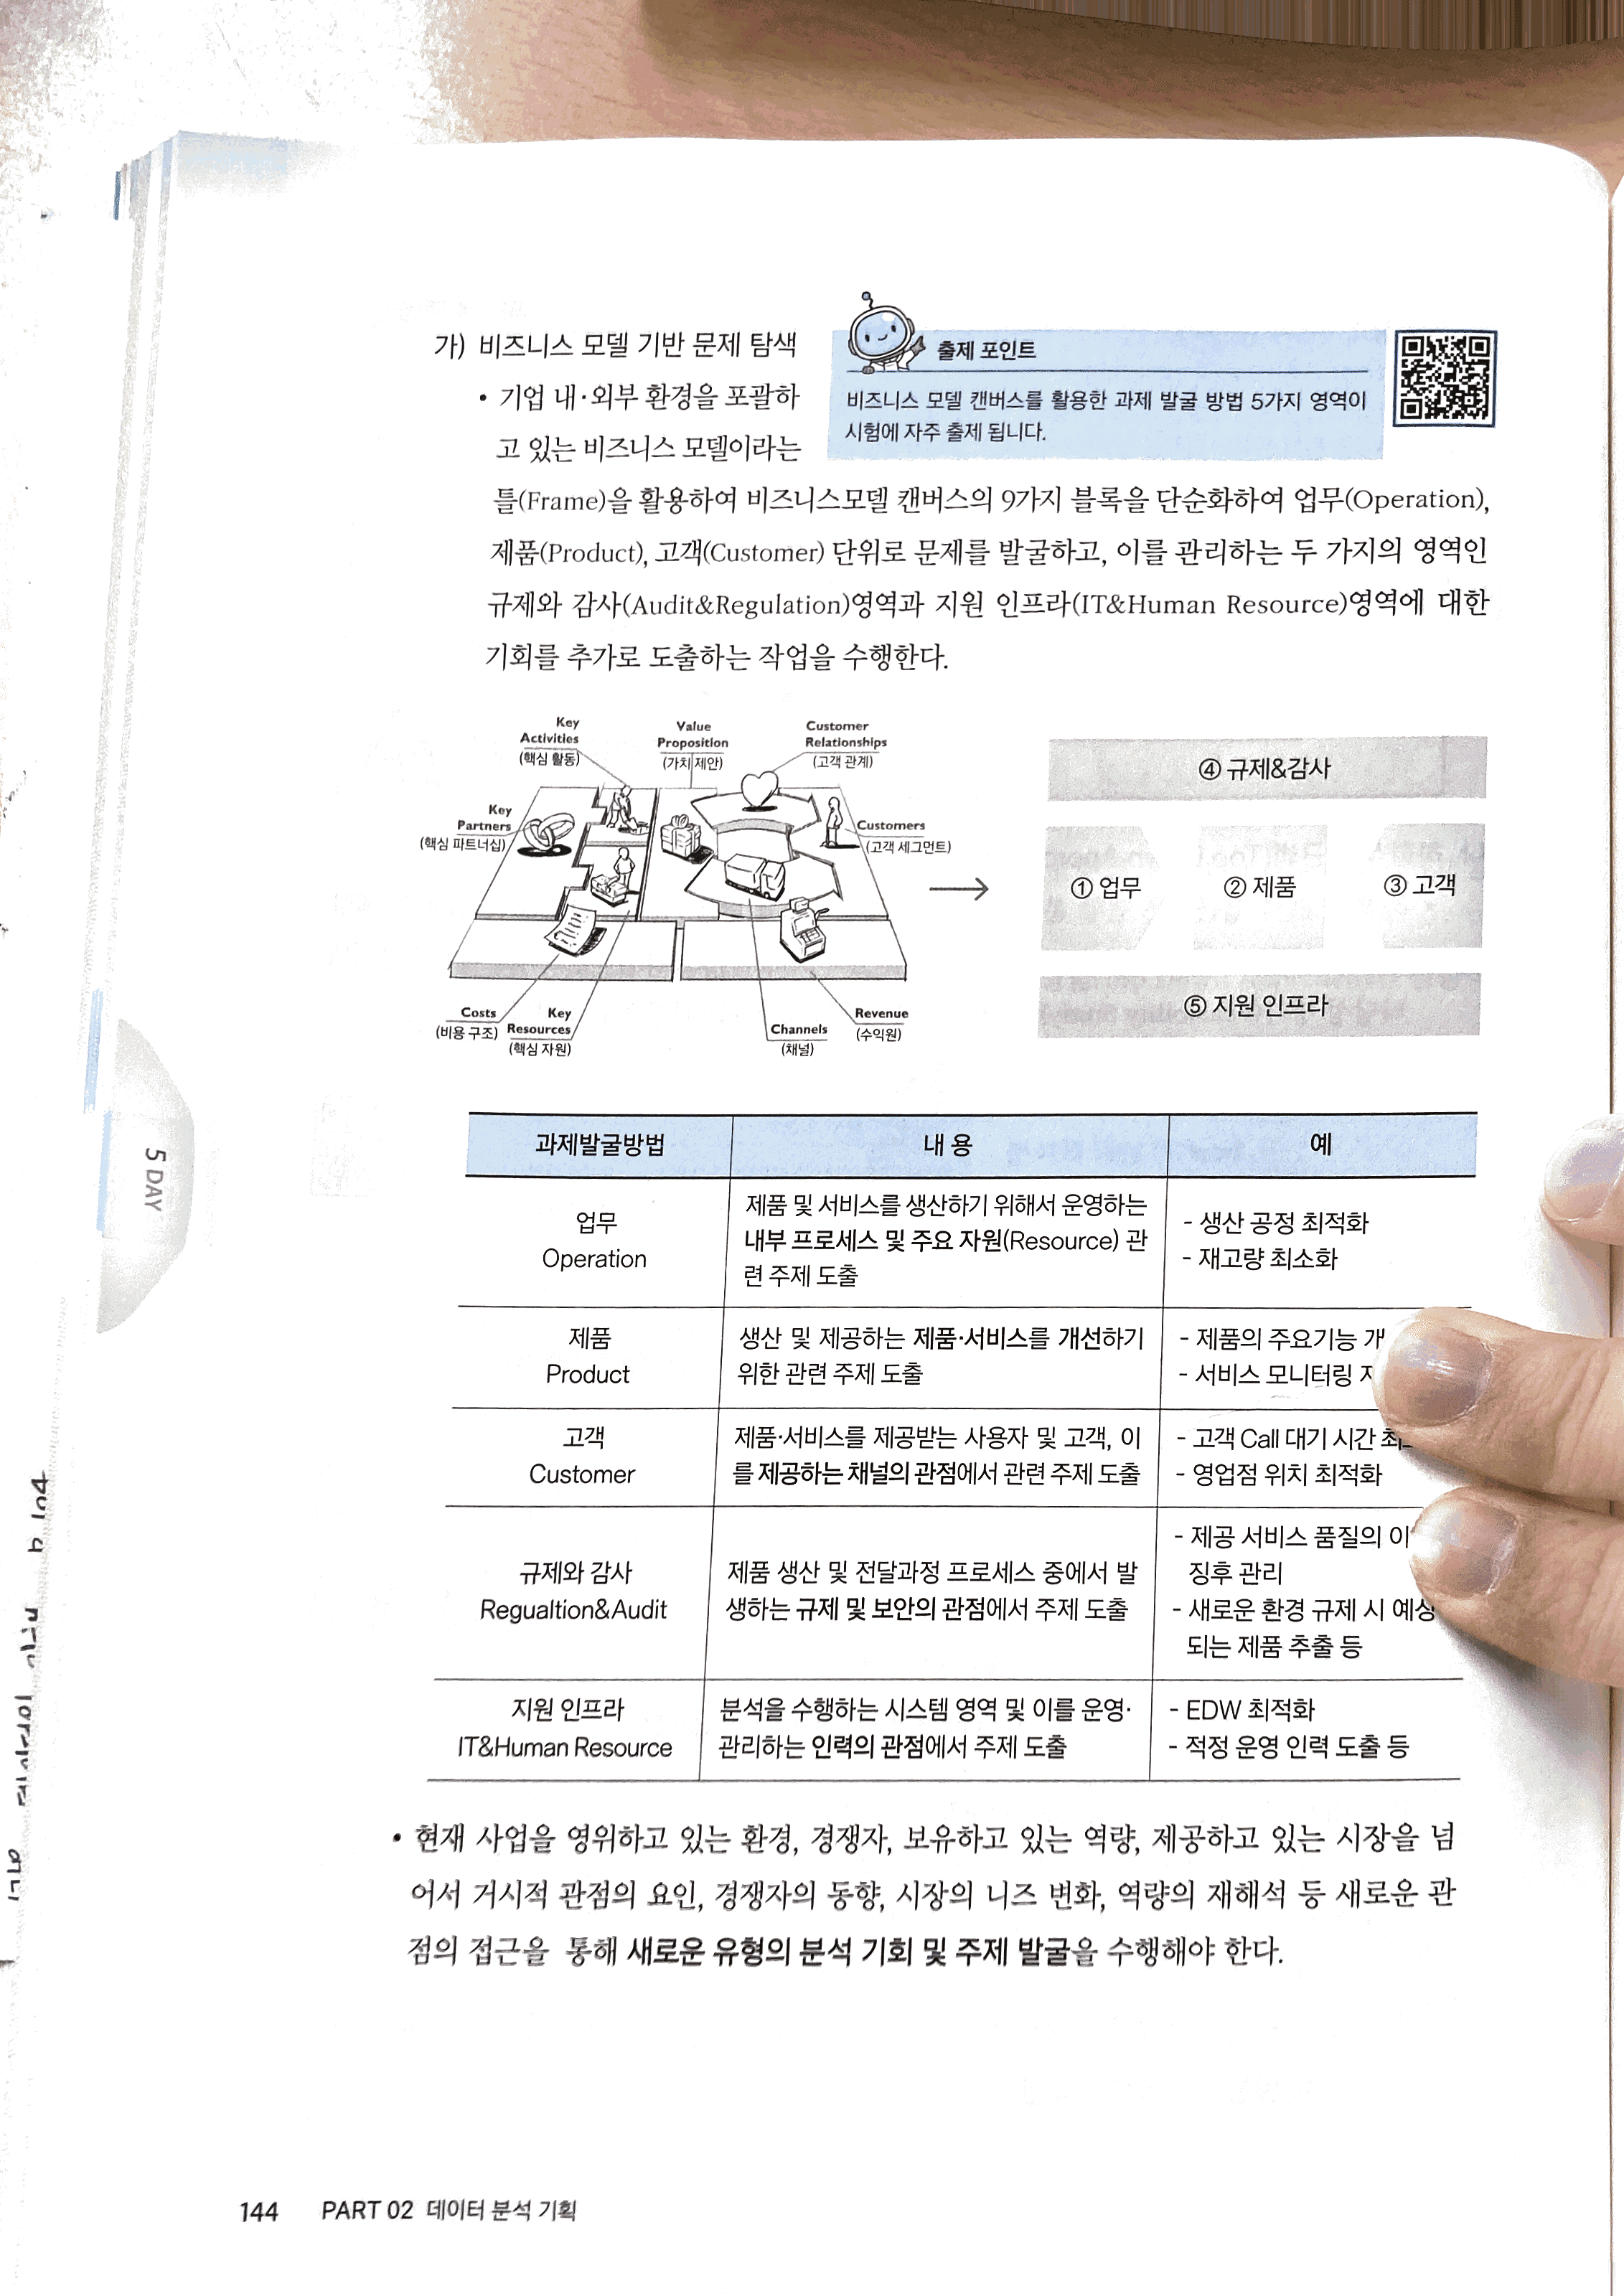 가) 비즈니스 모델 기반 문제 탐색
• 기업 내·외부 환경을 포괄하
고 있는 비즈니스 모델이라는
출제 포인트
비즈니스 모델 캔버스를 활용한 과제 발굴 방법 5가지 영역이
시험에 자주 출제 됩니다.
틀(Frame)을 활용하여 비즈니스모델 캔버스의 9가지 블록을 단순화하여 업무(Operation),
제품(Product), 고객(Customer) 단위로 문제를 발굴하고, 이를 관리하는 두 가지의 영역인
규제와 감사(Audit&Regulation)영역과 지원 인프라(IT&Human Resource)영역에 대한
기회를 추가로 도출하는 작업을 수행한다.
Key
Activities
(핵심 활동)
Value
Proposition
(가치 제안)
Customer
Relationships
(고객 관계)
Key
Partners
(핵심 파트너십)
Customers
(고객 세그먼트)
Costs
(비용 구조)
Key
Resources
(핵심 자원)
Channels
(채널)
Revenue
(수익원)
④ 규제&감사
① 업무
② 제품
③ 고객
⑤ 지원 인프라
과제발굴방법
내 용
예
업무
Operation
제품 및 서비스를 생산하기 위해서 운영하는
내부 프로세스 및 주요 자원(Resource) 관
련 주제 도출
- 생산 공정 최적화
- 재고량 최소화
제품
Product
생산 및 제공하는 제품·서비스를 개선하기
위한 관련 주제 도출
- 제품의 주요기능
- 서비스 모니터링
고객
Customer
제품·서비스를 제공받는 사용자 및 고객, 이
를 제공하는 채널의 관점에서 관련 주제 도출
- 고객 Call 대기 시간
- 영업점 위치 최적화
규제와 감사
Regualtion&Audit
제품 생산 및 전달과정 프로세스 중에서 발
생하는 규제 및 보안의 관점에서 주제 도출
- 제공 서비스 품질의 이
징후 관리
- 새로운 환경 규제 시 예상
되는 제품 추출 등
지원 인프라
IT&Human Resource
분석을 수행하는 시스템 영역 및 이를 운영·
관리하는 인력의 관점에서 주제 도출
- EDW 최적화
- 적정 운영 인력 도출 등
• 현재 사업을 영위하고 있는 환경, 경쟁자, 보유하고 있는 역량, 제공하고 있는 시장을 넘
어서 거시적 관점의 요인, 경쟁자의 동향, 시장의 니즈 변화, 역량의 재해석 등 새로운 관
점의 접근을 통해 새로운 유형의 분석 기회 및 주제 발굴을 수행해야 한다.
5 DAY
144 PART 02 데이터 분석 기획